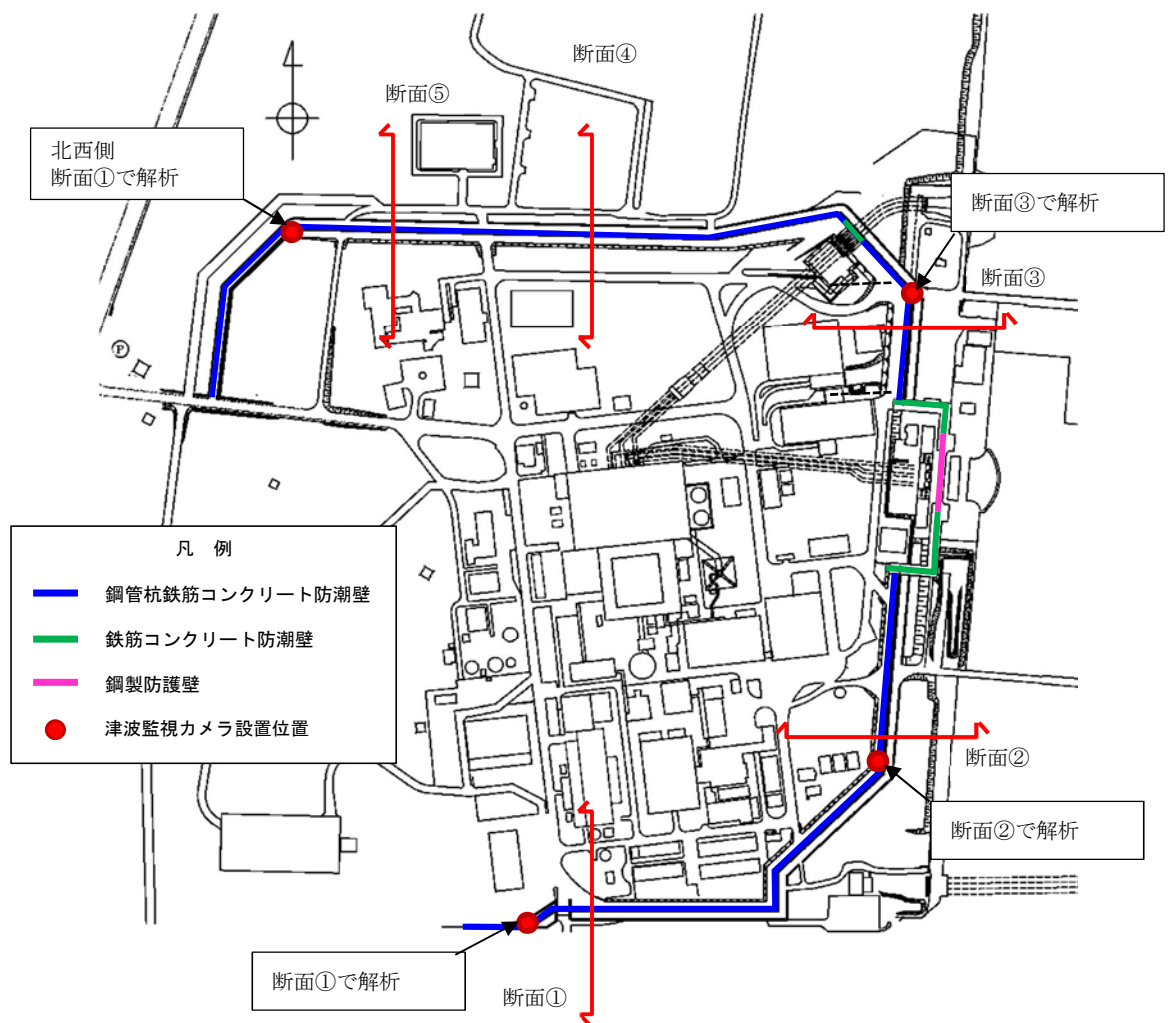 断面④
断面⑤
北西側
断面①で解析
断面③で解析
断面③
P
凡 例
鋼管杭鉄筋コンクリート防潮壁
鉄筋コンクリート防潮壁
鋼製防護壁
津波監視カメラ設置位置
断面②
断面②で解析
断面①で解析
断面①